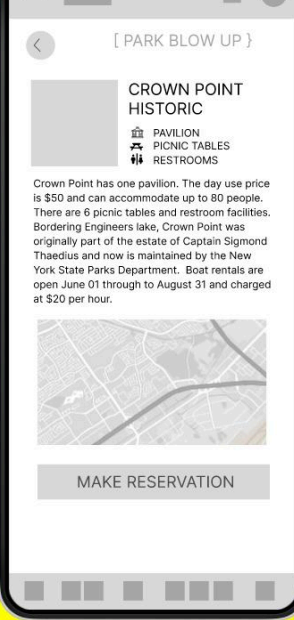 [ PARK BLOW UP }
CROWN POINT
HISTORIC
PAVILION
PICNIC TABLES
RESTROOMS
Crown Point has one pavilion. The day use price
is $50 and can accommodate up to 80 people.
There are 6 picnic tables and restroom facilities.
Bordering Engineers lake, Crown Point was
originally part of the estate of Captain Sigmond
Thaedius and now is maintained by the New
York State Parks Department.  Boat rentals are
open June 01 through to August 31 and charged
at $20 per hour.
MAKE RESERVATION